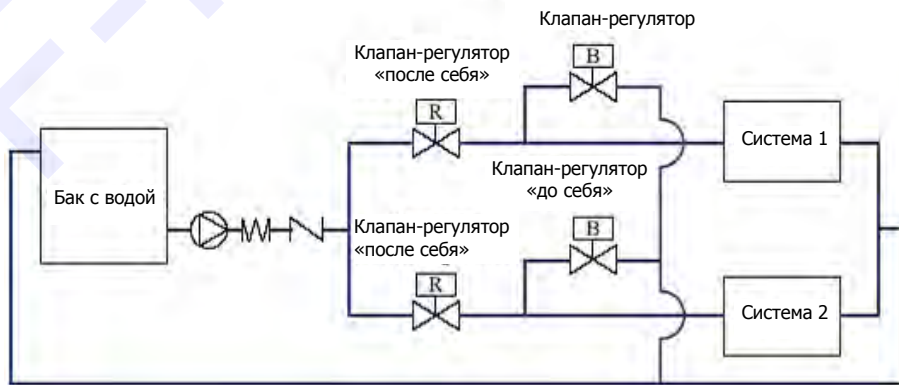 Клапан-регулятор
Клапан-регулятор
«после себя»
B
R
Система 1
Бак с водой
Клапан-регулятор
«до себя»
Клапан-регулятор
«после себя»
B
R
Система 2